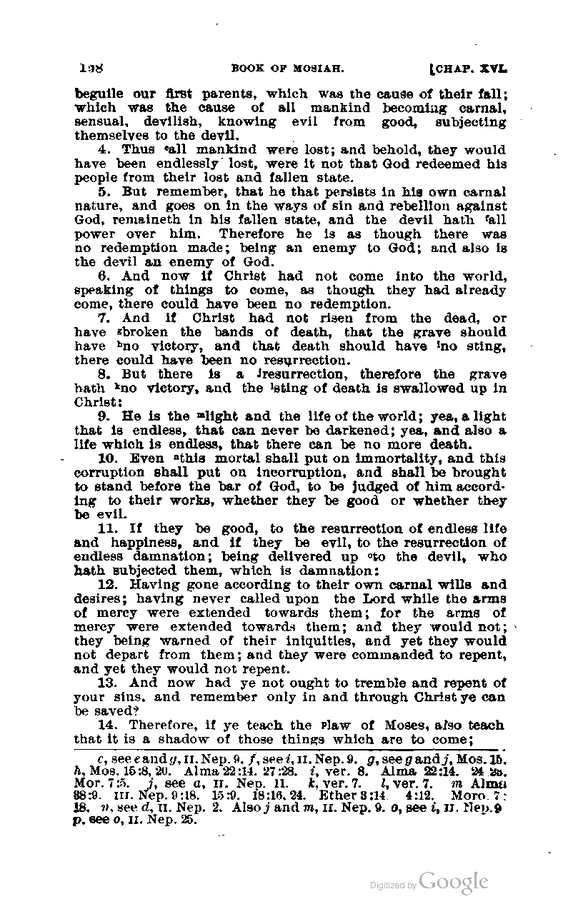 198 BOOK OF MOSIAH. [CHAP. XVI.
beguile our first parents, which was the cause of their fall;
which was the cause of all mankind becoming carnal,
sensual, devilish, knowing evil from good, subjecting
themselves to the devil.
4. Thus ᵉall mankind were lost; and behold, they would
have been endlessly lost, were it not that God redeemed his
people from their lost and fallen state.
5. But remember, that he that persists in his own carnal
nature, and goes on in the ways of sin and rebellion against
God, remaineth in his fallen state, and the devil hath ᶠall
power over him. Therefore he is as though there was
no redemption made; being an enemy to God; and also is
the devil an enemy of God.
6. And now if Christ had not come into the world,
speaking of things to come, as though they had already
come, there could have been no redemption.
7. And if Christ had not risen from the dead, or
have ᵍbroken the bands of death, that the grave should
have ʰno victory, and that death should have ⁱno sting,
there could have been no resurrection.
8. But there is a ʲresurrection, therefore the grave
hath ᵏno victory, and the ˡsting of death is swallowed up in
Christ:
9. He is the ᵐlight and the life of the world; yea, a light
that is endless, that can never be darkened; yea, and also a
life which is endless, that there can be no more death.
10. Even ⁿthis mortal shall put on immortality, and this
corruption shall put on incorruption, and shall be brought
to stand before the bar of God, to be judged of him accord-
ing to their works, whether they be good or whether they
be evil.
11. If they be good, to the resurrection of endless life
and happiness, and if they be evil, to the resurrection of
endless damnation; being delivered up ᵒto the devil, who
hath subjected them, which is damnation:
12. Having gone according to their own carnal wills and
desires; having never called upon the Lord while the arms
of mercy were extended towards them; for the arms of
mercy were extended towards them; and they would not;
they being warned of their iniquities, and yet they would
not depart from them; and they were commanded to repent,
and yet they would not repent.
13. And now had ye not ought to tremble and repent of
your sins, and remember only in and through Christ ye can
be saved?
14. Therefore, if ye teach the ᵖlaw of Moses, also teach
that it is a shadow of those things which are to come;
e, see e and g, II. Nep. 9. f, see i, II. Nep. 9. g, see g and j, Mos. 15.
h, Mos. 15:8, 20. Alma 22:14. 27:28. i, ver. 8. Alma 22:14. 24 23.
Mor. 7:5. j, see a, II. Nep. 11. k, ver. 7. l, ver. 7. m Alma
38:9. III. Nep. 9:18. 15:9. 18:16, 24. Ether 3:14. 4:12. Moro. 7:
18. n, see d, II. Nep. 2. Also j and m, II. Nep. 9. o, see i, II. Nep. 9
p, see o, II. Nep. 25.
Digitized by Google